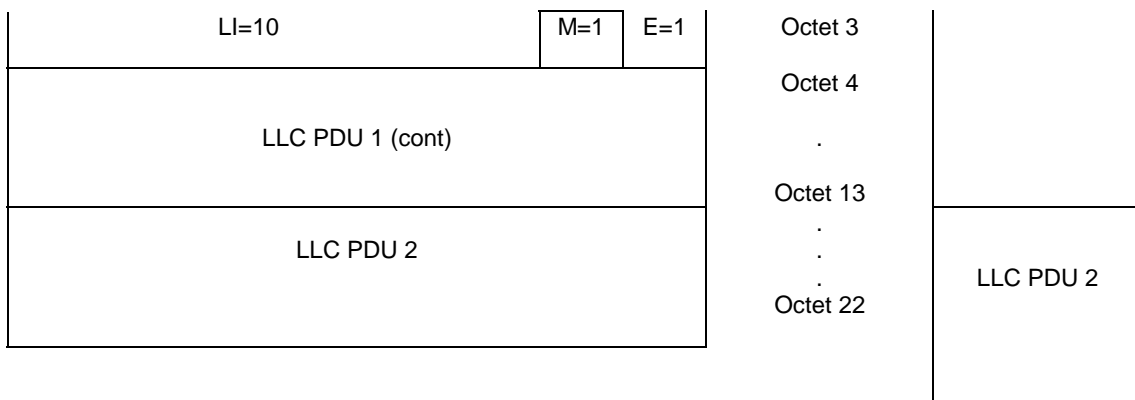 LI=10 M=1 E=1 Octet 3
Octet 4
LLC PDU 1 (cont) .
Octet 13
.
LLC PDU 2 .
. LLC PDU 2
Octet 22